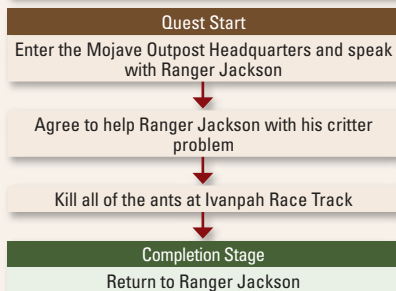 Quest Start
Enter the Mojave Outpost Headquarters and speak
with Ranger Jackson
Agree to help Ranger Jackson with his critter
problem
Kill all of the ants at Ivanpah Race Track
Completion Stage
Return to Ranger Jackson